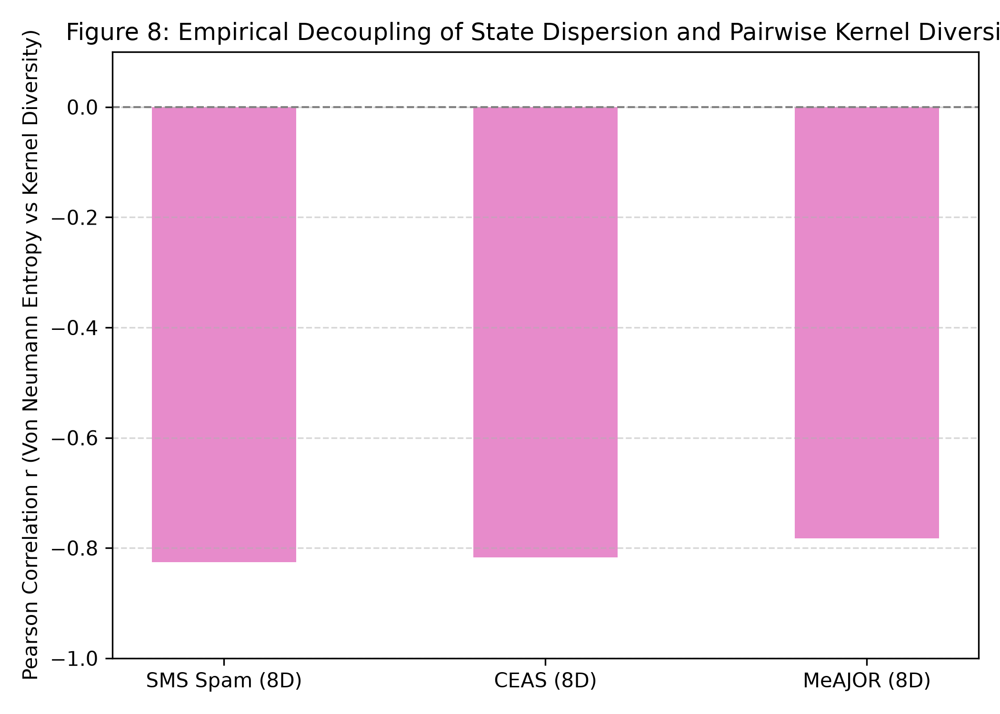 Figure 8: Empirical Decoupling of State Dispersion and Pairwise Kernel Diversi
Pearson Correlation r (Von Neumann Entropy vs Kernel Diversity)
0.0
−0.2
−0.4
−0.6
−0.8
−1.0
SMS Spam (8D)
CEAS (8D)
MeAJOR (8D)